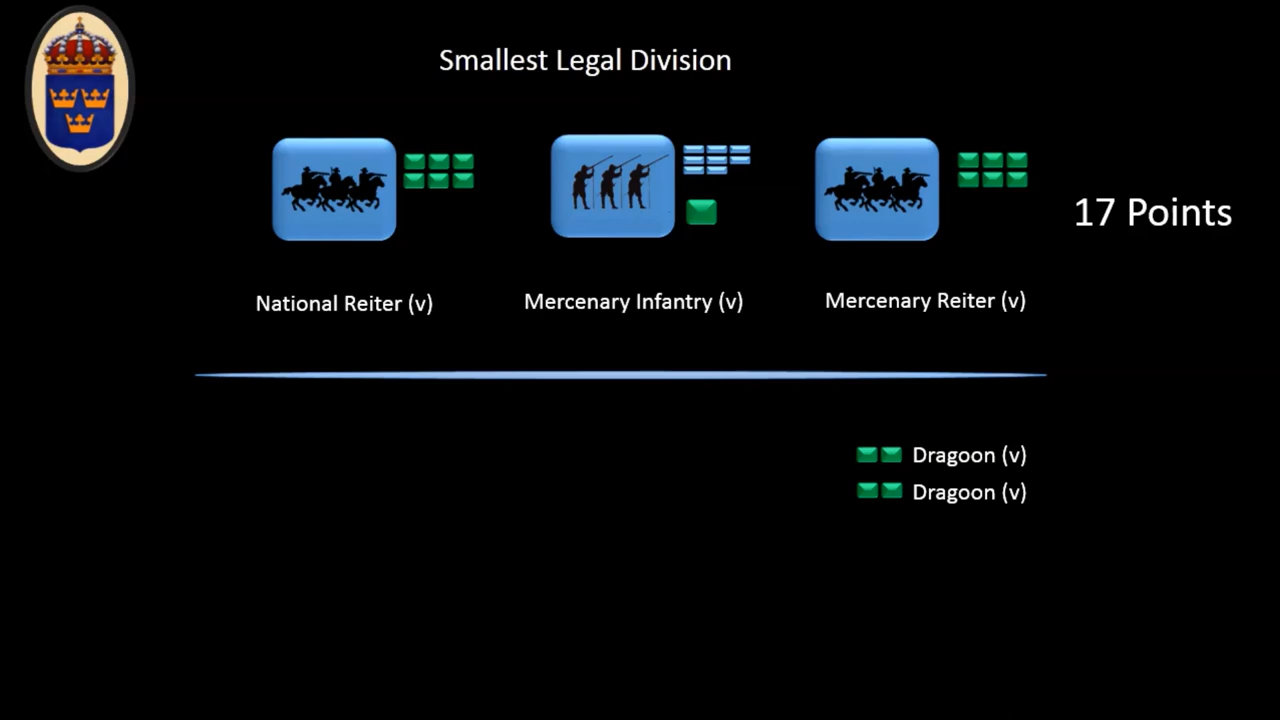 Smallest Legal Division
17 Points
National Reiter (v)
Mercenary Infantry (v)
Mercenary Reiter (v)
Dragoon (v)
Dragoon (v)